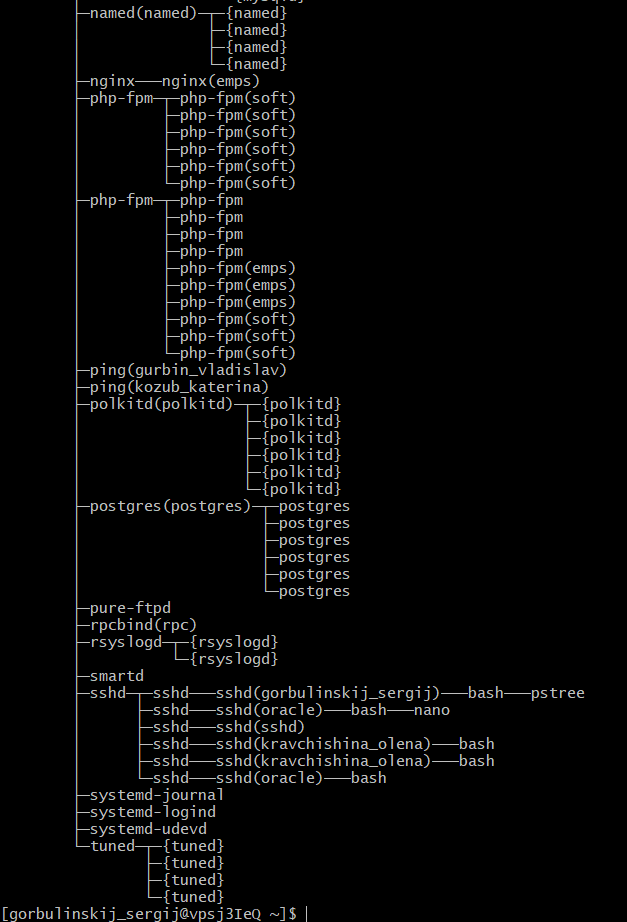 ├─named(named)─┬─{named}
├─{named}
├─{named}
└─{named}
├─nginx───nginx(emps)
├─php-fpm─┬─php-fpm(soft)
├─php-fpm(soft)
├─php-fpm(soft)
├─php-fpm(soft)
├─php-fpm(soft)
└─php-fpm(soft)
├─php-fpm─┬─php-fpm
├─php-fpm
├─php-fpm
├─php-fpm
├─php-fpm(emps)
├─php-fpm(emps)
├─php-fpm(emps)
├─php-fpm(soft)
├─php-fpm(soft)
└─php-fpm(soft)
├─ping(gurbin_vladislav)
├─ping(kozub_katerina)
├─polkitd(polkitd)─┬─{polkitd}
├─{polkitd}
├─{polkitd}
├─{polkitd}
├─{polkitd}
└─{polkitd}
├─postgres(postgres)─┬─postgres
├─postgres
├─postgres
├─postgres
├─postgres
└─postgres
├─pure-ftpd
├─rpcbind(rpc)
├─rsyslogd─┬─{rsyslogd}
└─{rsyslogd}
├─smartd
├─sshd─┬─sshd───sshd(gorbulinskij_sergij)───bash───pstree
├─sshd───sshd(oracle)───bash───nano
├─sshd───sshd(sshd)
├─sshd───sshd(kravchishina_olena)───bash
├─sshd───sshd(kravchishina_olena)───bash
└─sshd───sshd(oracle)───bash
├─systemd-journal
├─systemd-logind
├─systemd-udevd
└─tuned─┬─{tuned}
├─{tuned}
├─{tuned}
└─{tuned}
[gorbulinskij_sergij@vpsj3IeQ ~]$